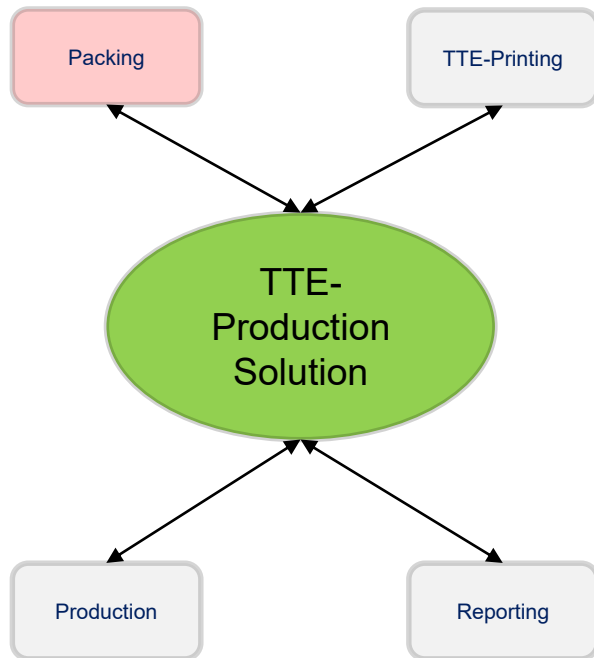 Packing
TTE-Printing
TTE-
Production
Solution
Production
Reporting